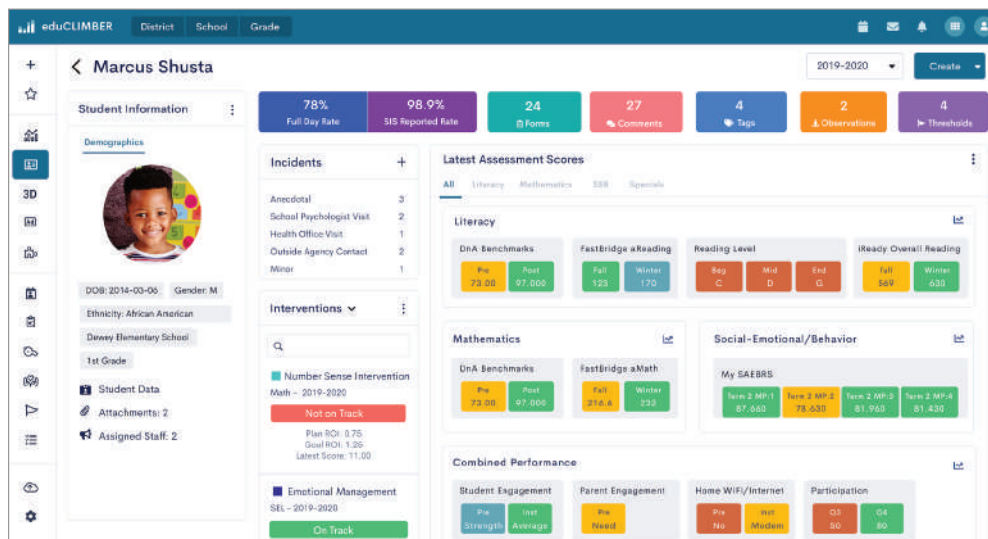 eduCLIMBER District School Grade
Marcus Shusta
2019-2020
Create
Student Information
Demographics
DOB: 2014-03-06 Gender: M
Ethnicity: African American
Dewey Elementary School
1st Grade
Student Data
Attachments: 2
Assigned Staff: 2
3D
78%
Full Day Rate
98.9%
SIS Reported Rate
24
Forms
27
Comments
4
Tags
2
Observations
4
Thresholds
Incidents
Anecdotal 3
School Psychologist Visit 2
Health Office Visit 1
Outside Agency Contact 2
Minor 1
Interventions
Number Sense Intervention
Math - 2019-2020
Not on Track
Plan ROI: 0.75
Goal ROI: 1.26
Latest Score: 11.00
Emotional Management
SEL - 2019-2020
On Track
Latest Assessment Scores
All Literacy Mathematics SEB Specials
Literacy
DnA Benchmarks
Pre Post
73.00 97.000
FastBridge aReading
Fall Winter
123 170
Reading Level
Beg Mid End
C D G
iReady Overall Reading
Fall Winter
569 630
Mathematics
DnA Benchmarks
Pre Post
73.00 97.000
FastBridge aMath
Fall Winter
216.6 232
Social-Emotional/Behavior
My SAEBRS
Term 2 MP:1 Term 2 MP:2 Term 2 MP:3 Term 2 MP:4
87.660 78.630 81.960 81.430
Combined Performance
Student Engagement
Pre Inst
Strength Average
Parent Engagement
Pre
Need
Home WiFi/Internet
Pre Inst
No Modem
Participation
Q3 Q4
50 80